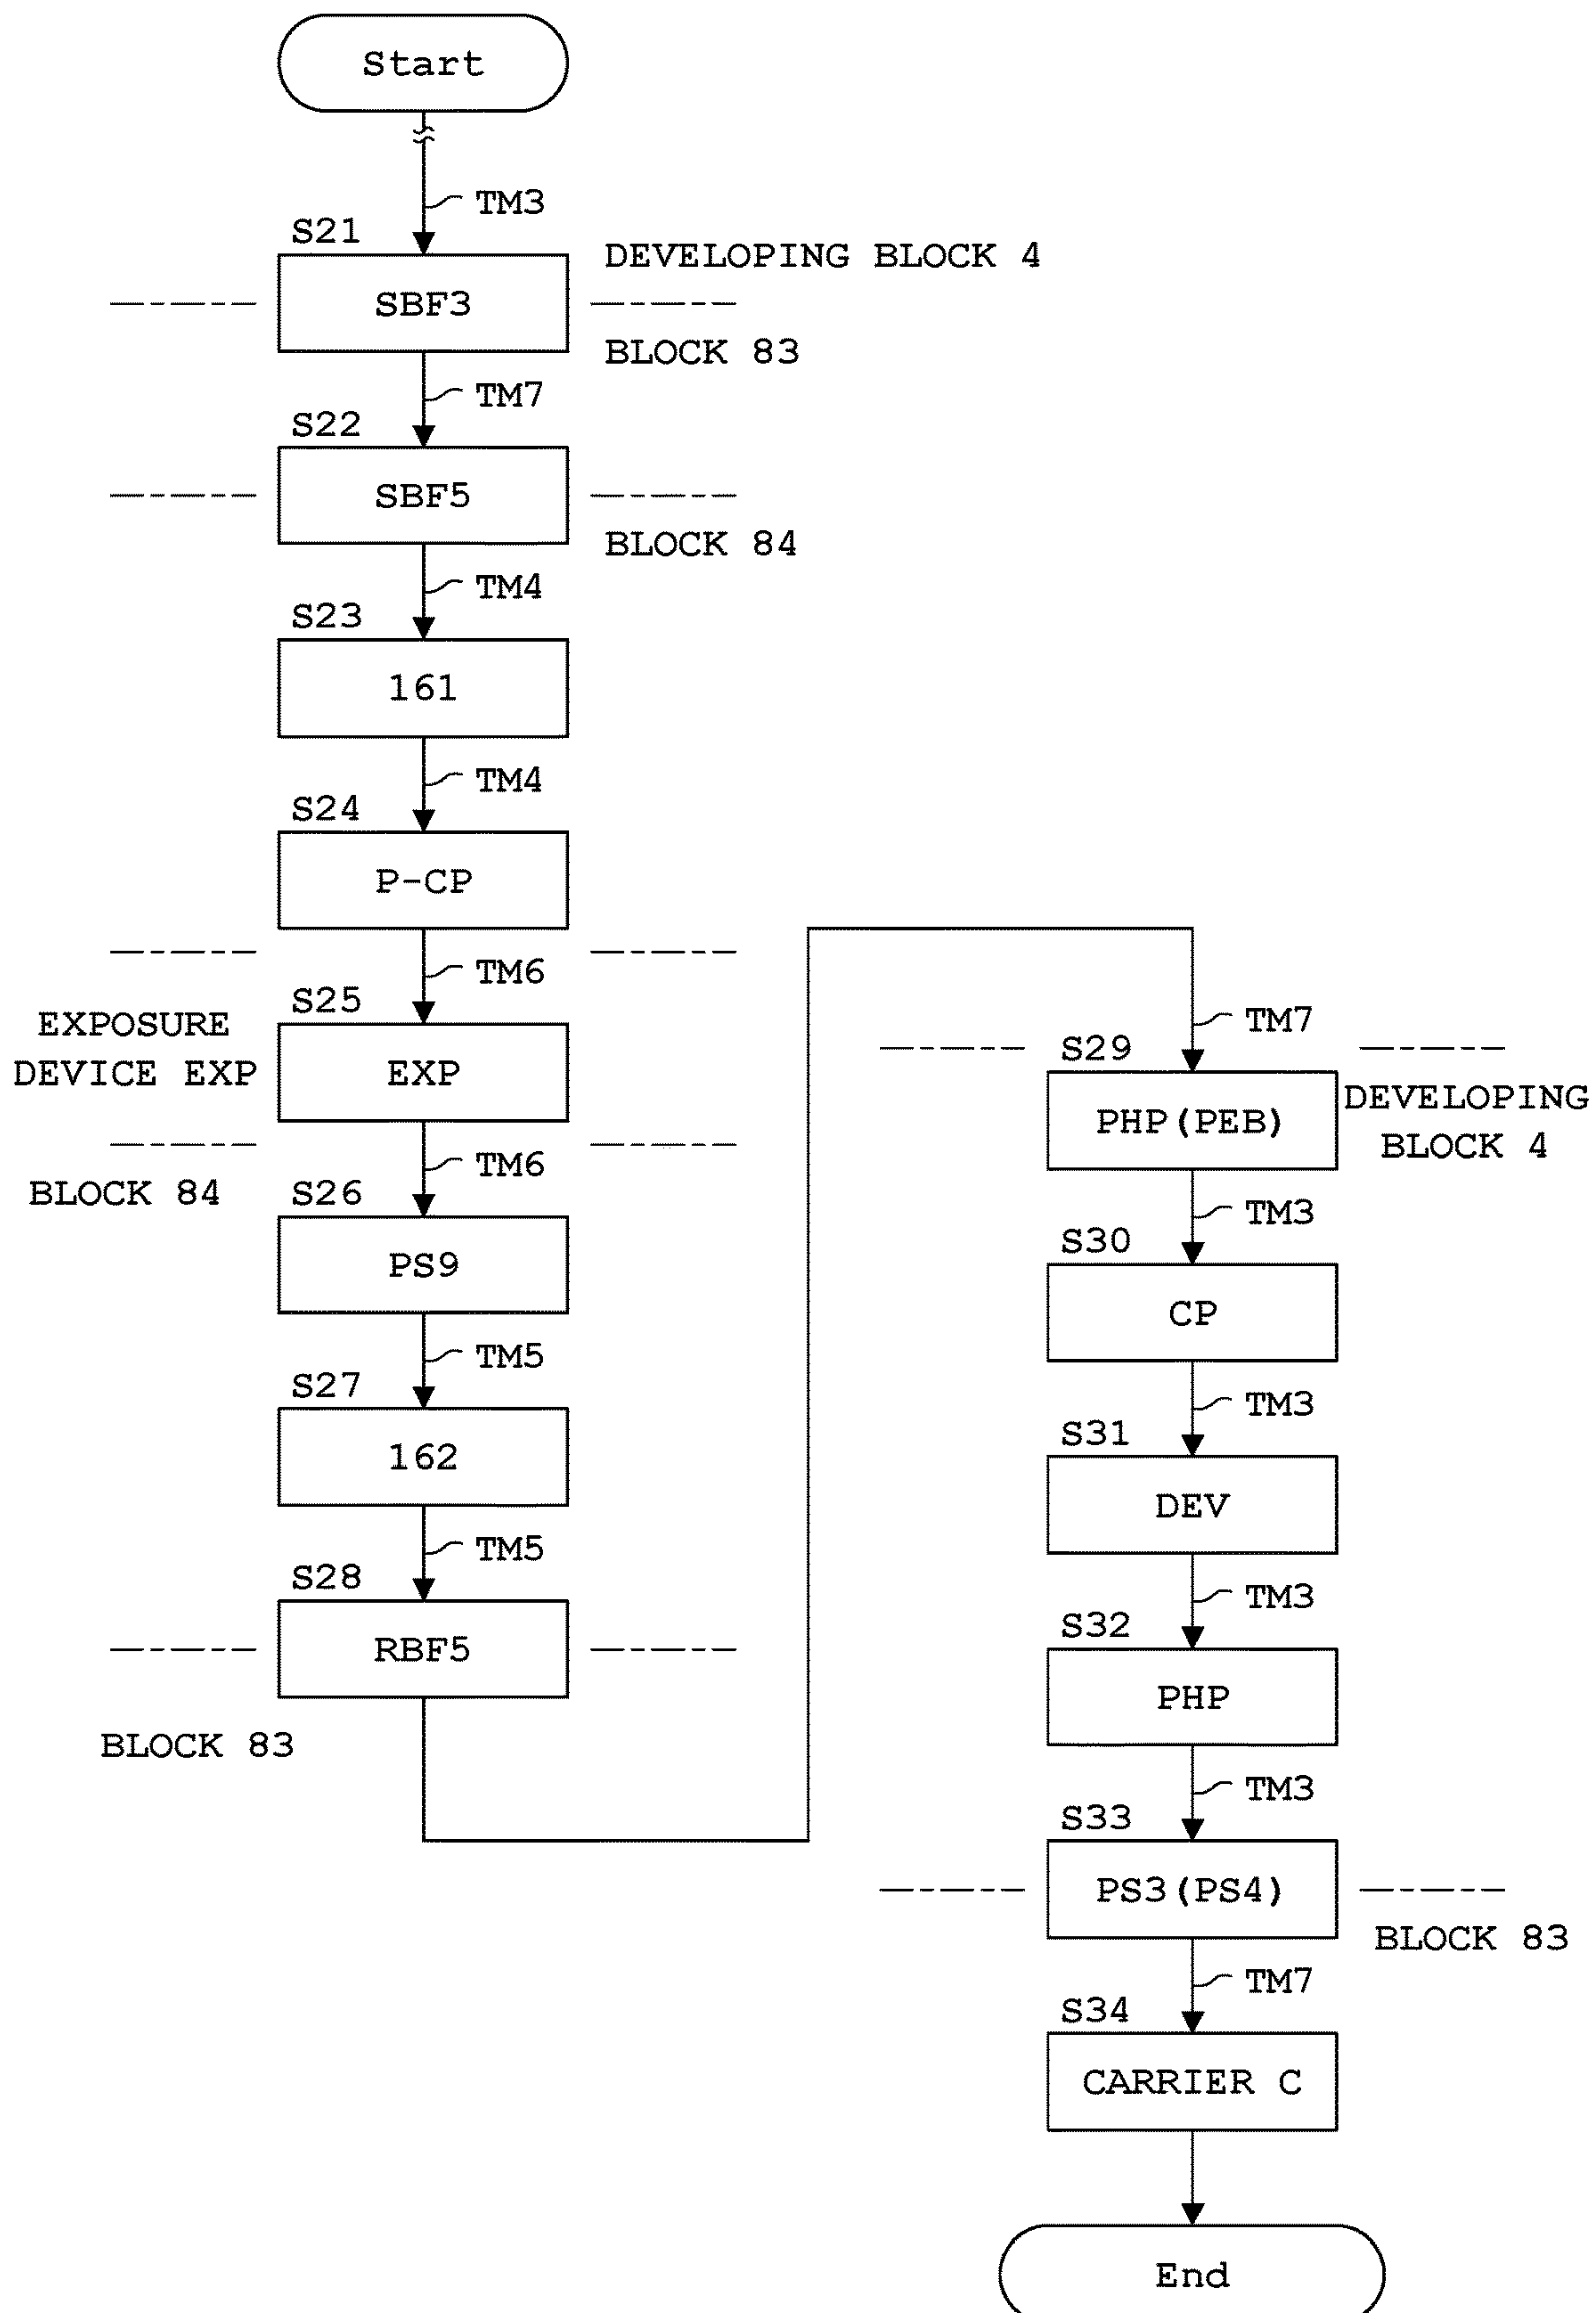 Start
TM3
S21
DEVELOPING BLOCK 4
SBF3
BLOCK 83
TM7
S22
SBF5
BLOCK 84
TM4
S23
161
TM4
S24
P-CP
TM6
S25
EXPOSURE
DEVICE EXP
EXP
TM6
BLOCK 84
S26
PS9
TM5
S27
162
TM5
S28
RBF5
BLOCK 83
TM7
S29
PHP(PEB)
DEVELOPING
BLOCK 4
TM3
S30
CP
TM3
S31
DEV
TM3
S32
PHP
TM3
S33
PS3(PS4)
BLOCK 83
TM7
S34
CARRIER C
End